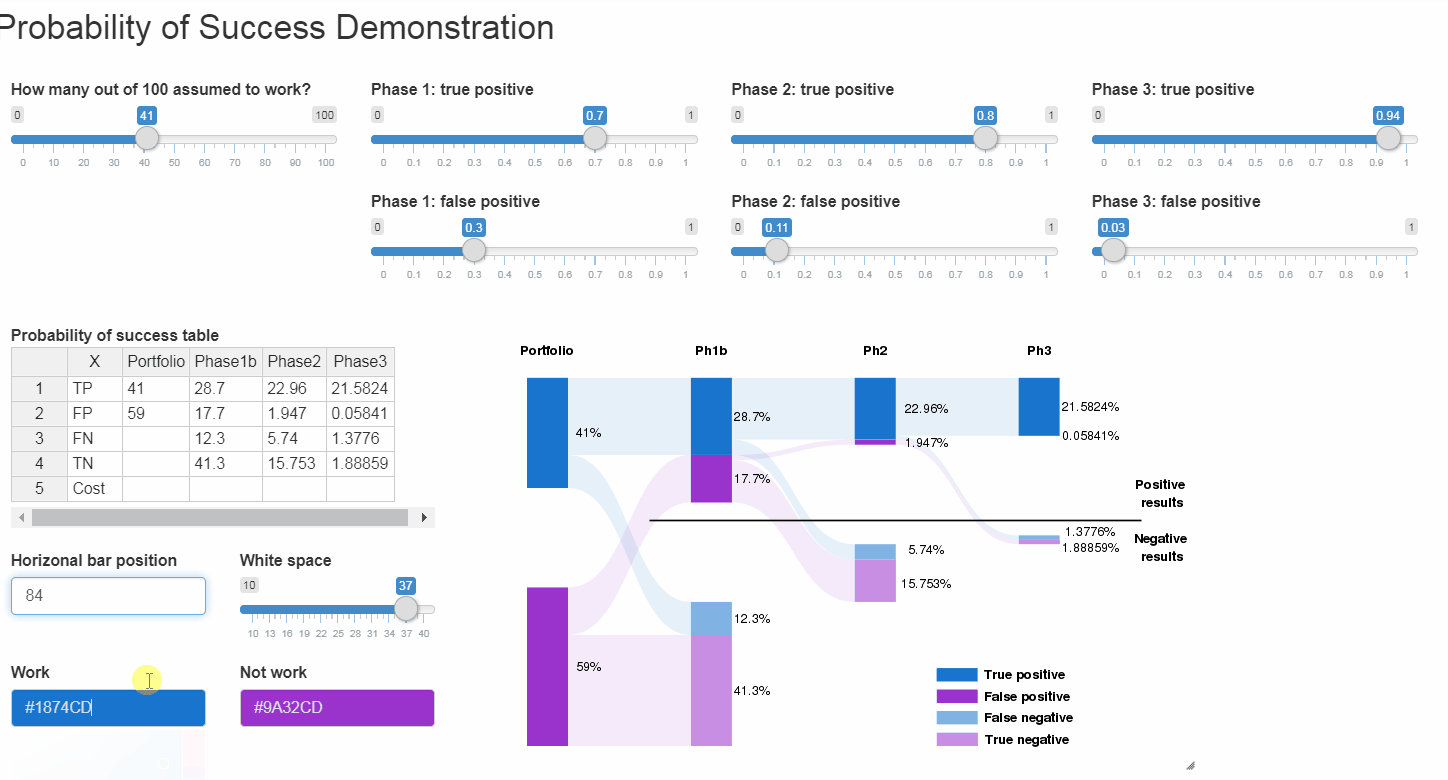 Probability of Success Demonstration
How many out of 100 assumed to work?
0 41 100
0 10 20 30 40 50 60 70 80 90 100
Phase 1: true positive
0 0.7 1
0 0.1 0.2 0.3 0.4 0.5 0.6 0.7 0.8 0.9 1
Phase 2: true positive
0 0.8 1
0 0.1 0.2 0.3 0.4 0.5 0.6 0.7 0.8 0.9 1
Phase 3: true positive
0 0.94
0 0.1 0.2 0.3 0.4 0.5 0.6 0.7 0.8 0.9 1
Phase 1: false positive
0 0.3 1
0 0.1 0.2 0.3 0.4 0.5 0.6 0.7 0.8 0.9 1
Phase 2: false positive
0 0.11 1
0 0.1 0.2 0.3 0.4 0.5 0.6 0.7 0.8 0.9 1
Phase 3: false positive
0.03 1
0 0.1 0.2 0.3 0.4 0.5 0.6 0.7 0.8 0.9 1
Probability of success table
X Portfolio Phase1b Phase2 Phase3
1 TP 41 28.7 22.96 21.5824
2 FP 59 17.7 1.947 0.05841
3 FN 12.3 5.74 1.3776
4 TN 41.3 15.753 1.88859
5 Cost
Horizonal bar position
84
White space
10 37
10 13 16 19 22 25 28 31 34 37 40
Work
#1874CD
Not work
#9A32CD
Portfolio Ph1b Ph2 Ph3
41%
59%
28.7%
17.7%
12.3%
41.3%
22.96%
1.947%
5.74%
15.753%
21.5824%
0.05841%
1.3776%
1.88859%
Positive
results
Negative
results
True positive
False positive
False negative
True negative